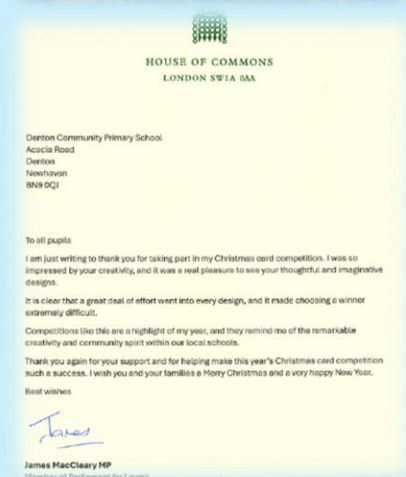 HOUSE OF COMMONS
LONDON SW1A 0AA
Denton Community Primary School
Acacia Road
Denton
Newhaven
BN9 0QJ
To all pupils
I am just writing to thank you for taking part in my Christmas card competition. I was so
impressed by your creativity, and it was a real pleasure to see your thoughtful and imaginative
designs.
It is clear that a great deal of effort went into every design, and it made choosing a winner
extremely difficult.
Competitions like this are a highlight of my year, and they remind me of the remarkable
creativity and community spirit within our local schools.
Thank you again for your support and for helping make this year's Christmas card competition
such a success. I wish you and your families a Merry Christmas and a very happy New Year.
Best wishes
James
James MacCleary MP
Member of Parliament for Lewes